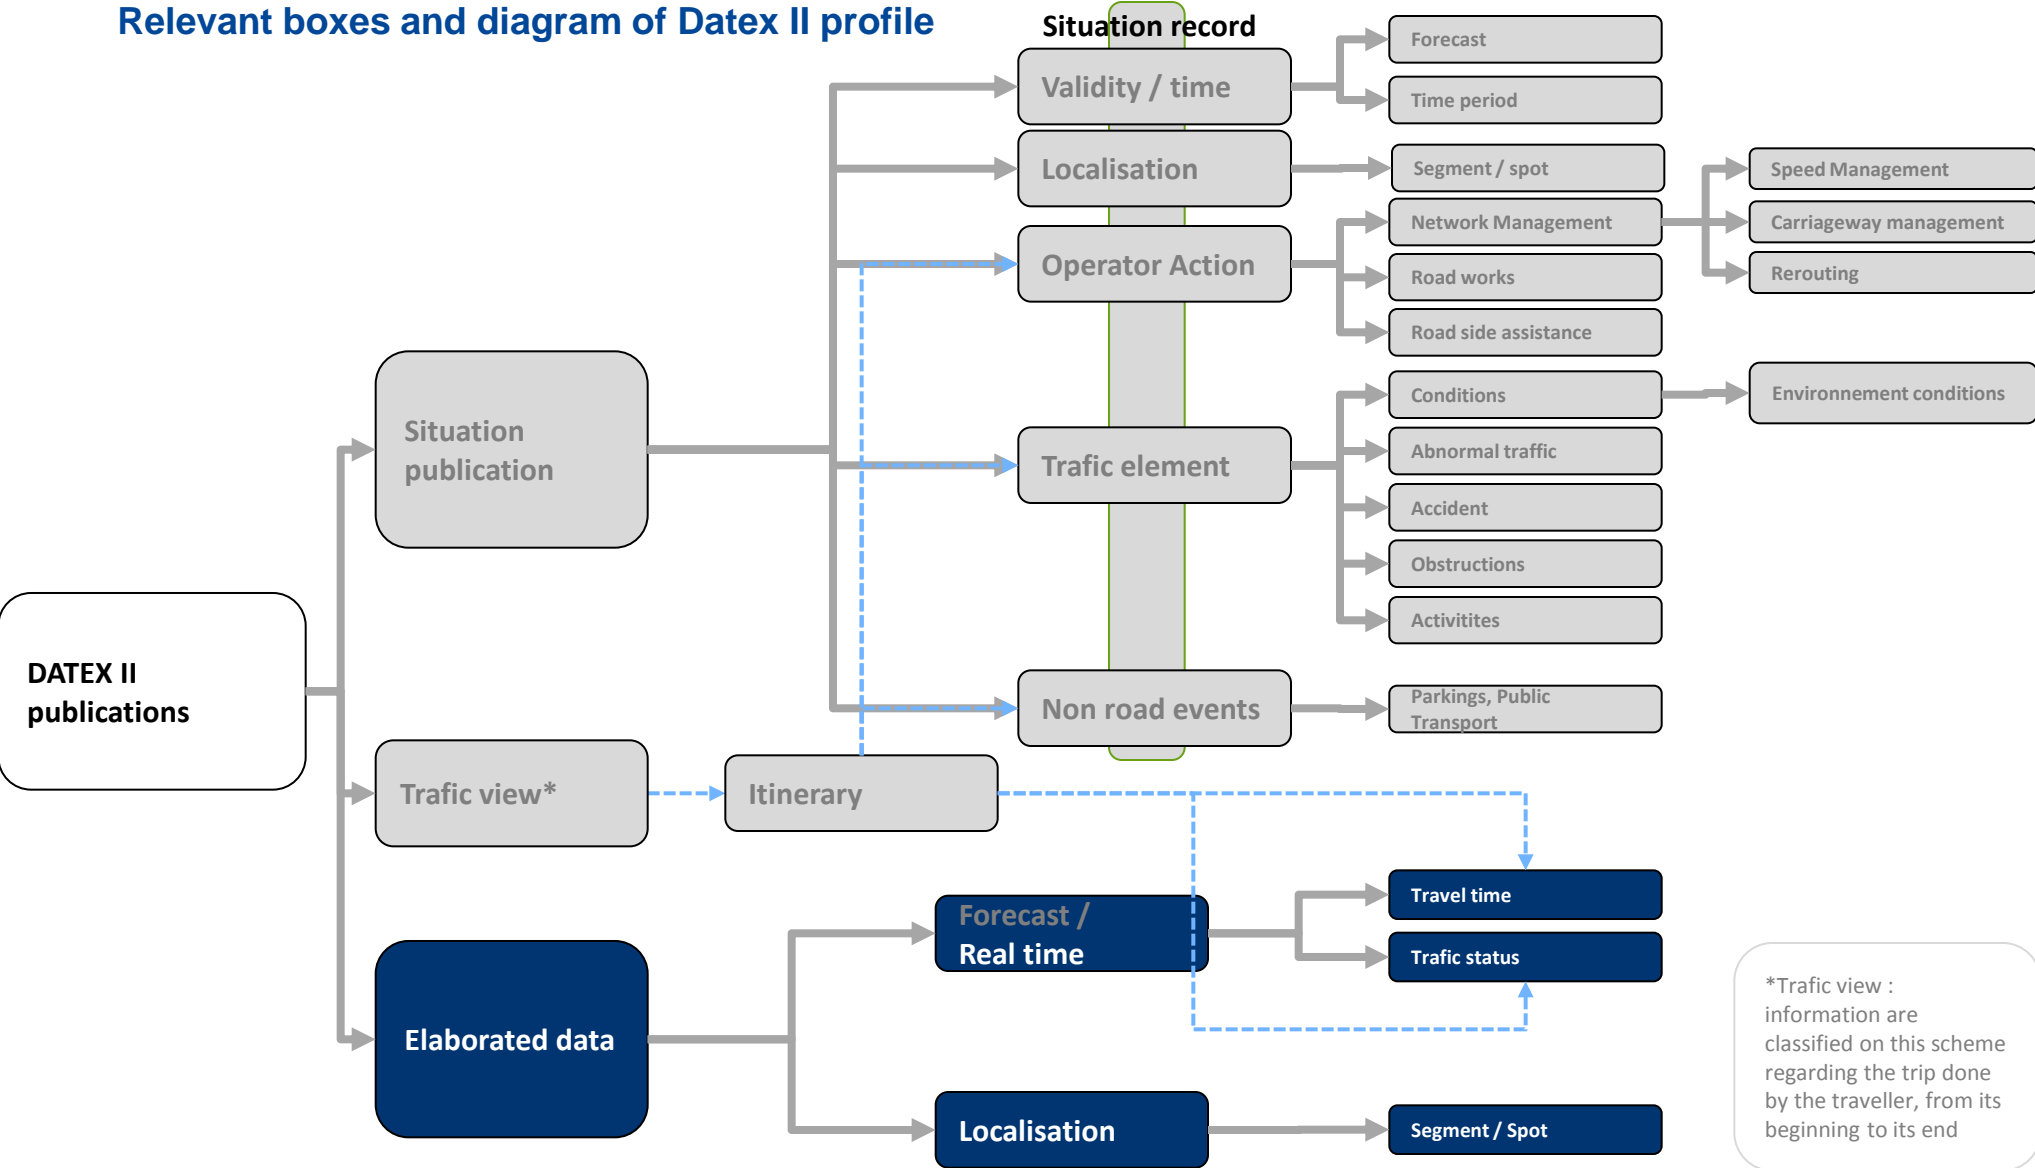 Relevant boxes and diagram of Datex II profile
Situation record
Validity / time
Forecast
Time period
Localisation
Segment / spot
Operator Action
Network Management
Road works
Road side assistance
Speed Management
Carriageway management
Rerouting
Situation
publication
Trafic element
Conditions
Abnormal traffic
Accident
Obstructions
Activitites
Environnement conditions
Non road events
Parkings, Public
Transport
DATEX II
publications
Trafic view*
Itinerary
Elaborated data
Forecast /
Real time
Travel time
Trafic status
Localisation
Segment / Spot
*Trafic view :
information are
classified on this scheme
regarding the trip done
by the traveller, from its
beginning to its end